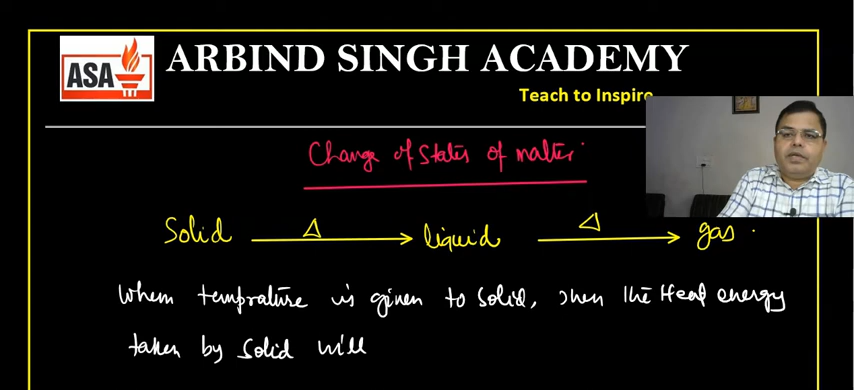 ASA
ARBIND SINGH ACADEMY
Teach to Inspire
Change of States of matter
Solid Δ liquid Δ gas.
When temprature is given to Solid, then the Heat energy
taken by Solid will